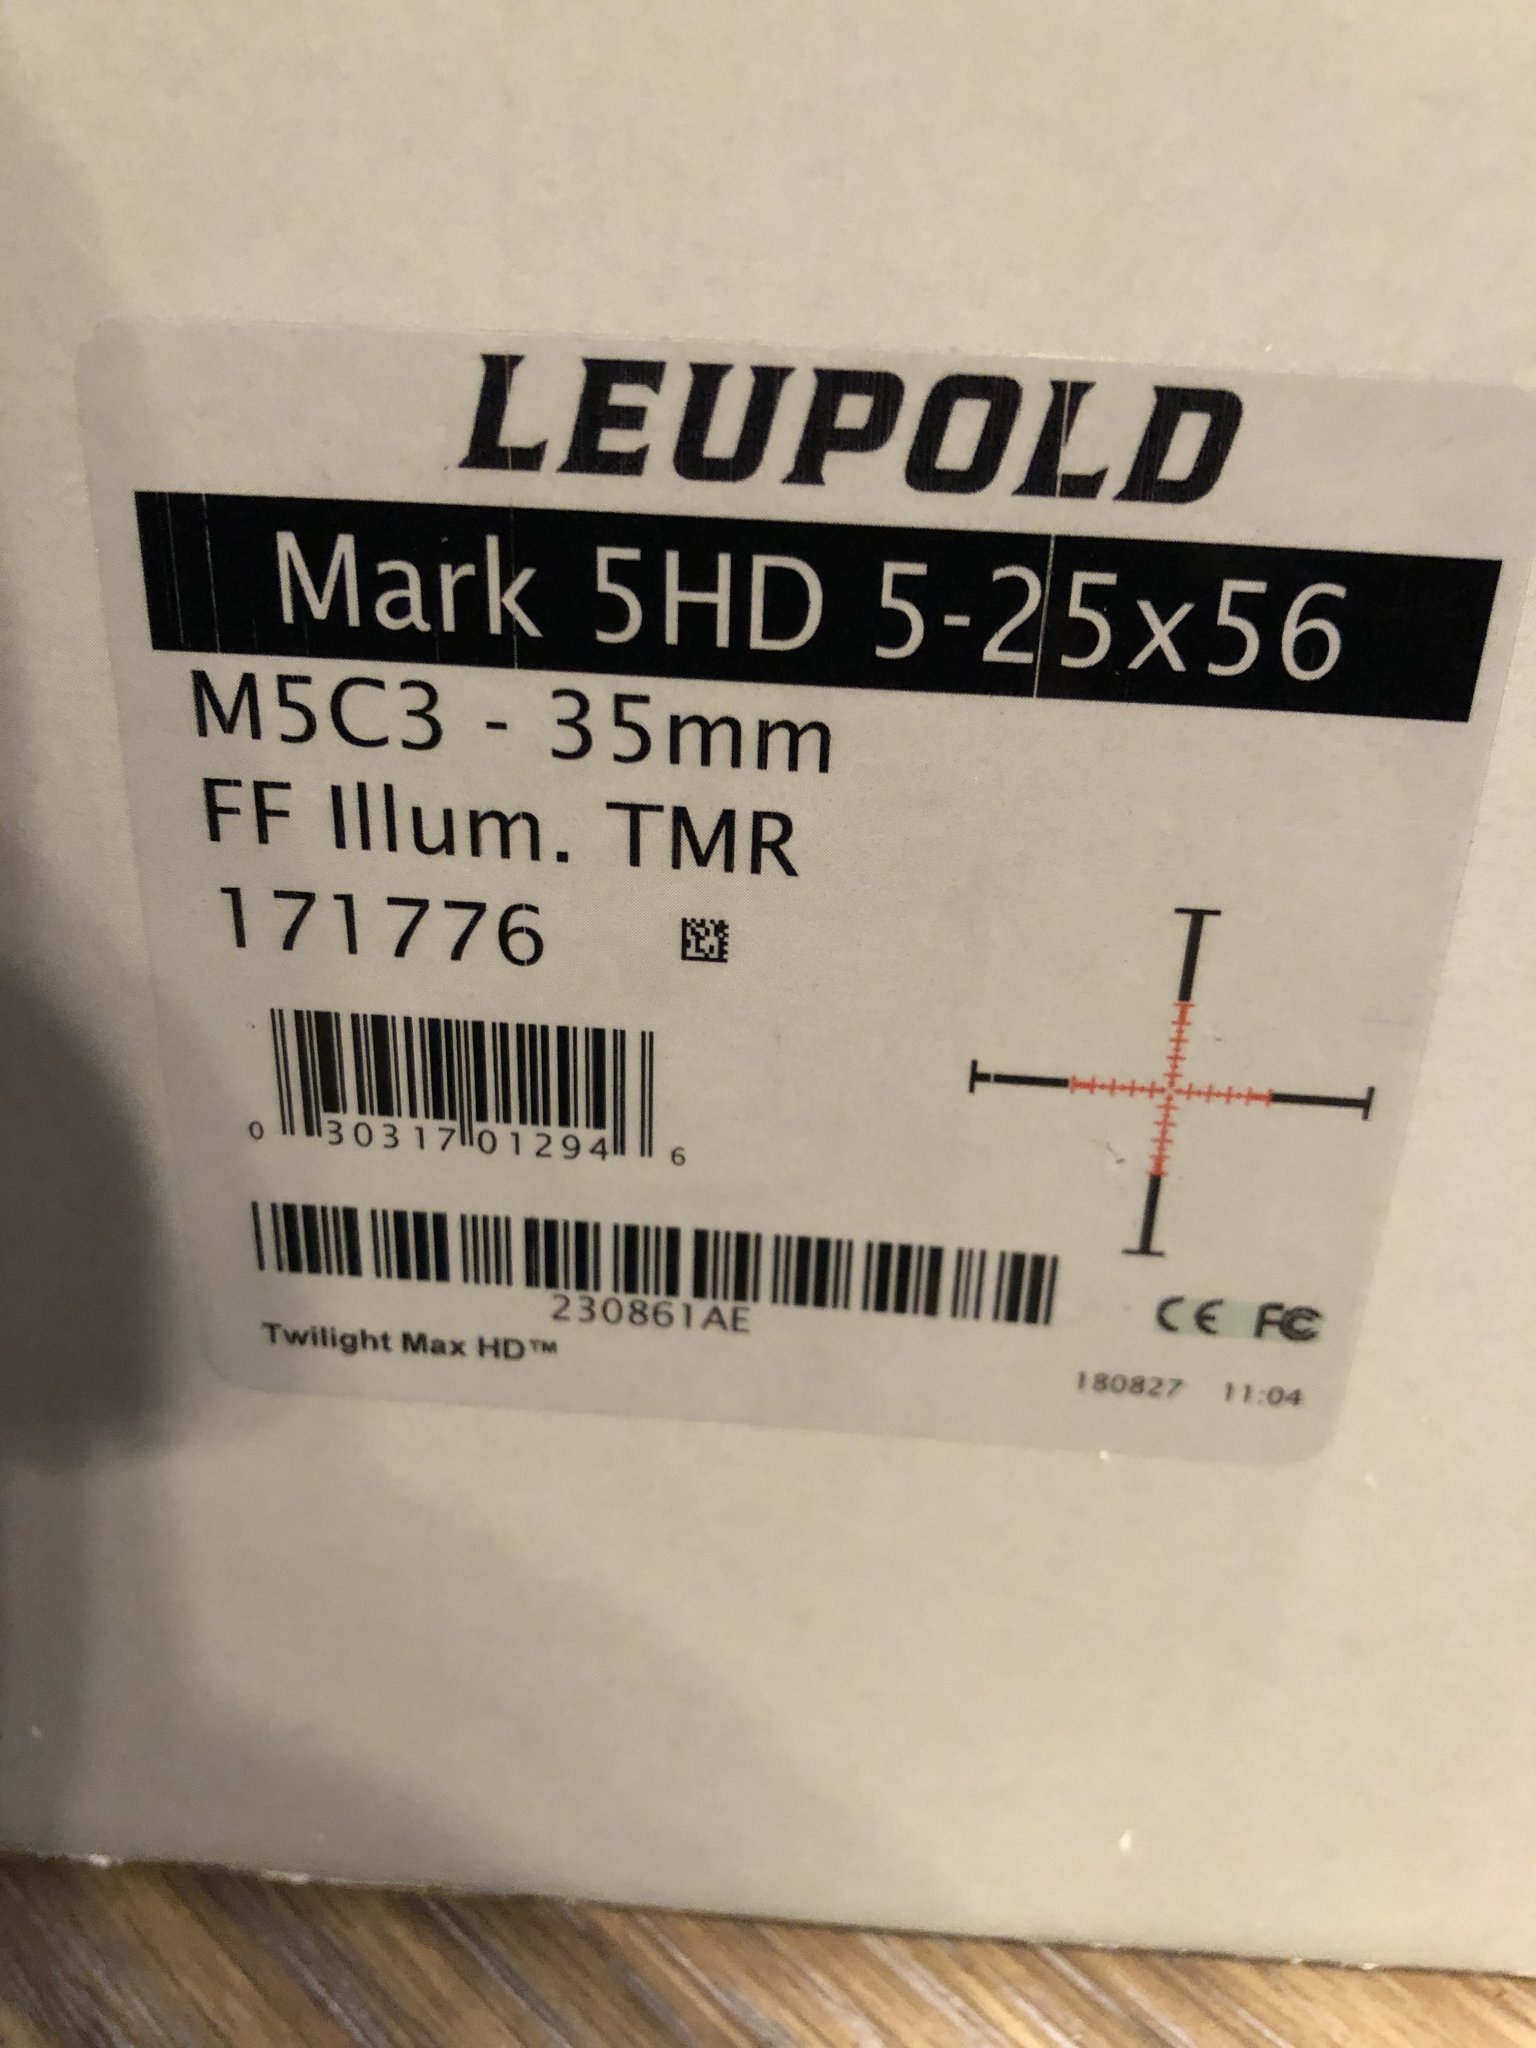 LEUPOLD
Mark 5HD 5-25x56
M5C3 - 35mm
FF Illum. TMR
171776
0 30317 01294 6
230861AE
Twilight Max HD™
CE FC
180827 11:04